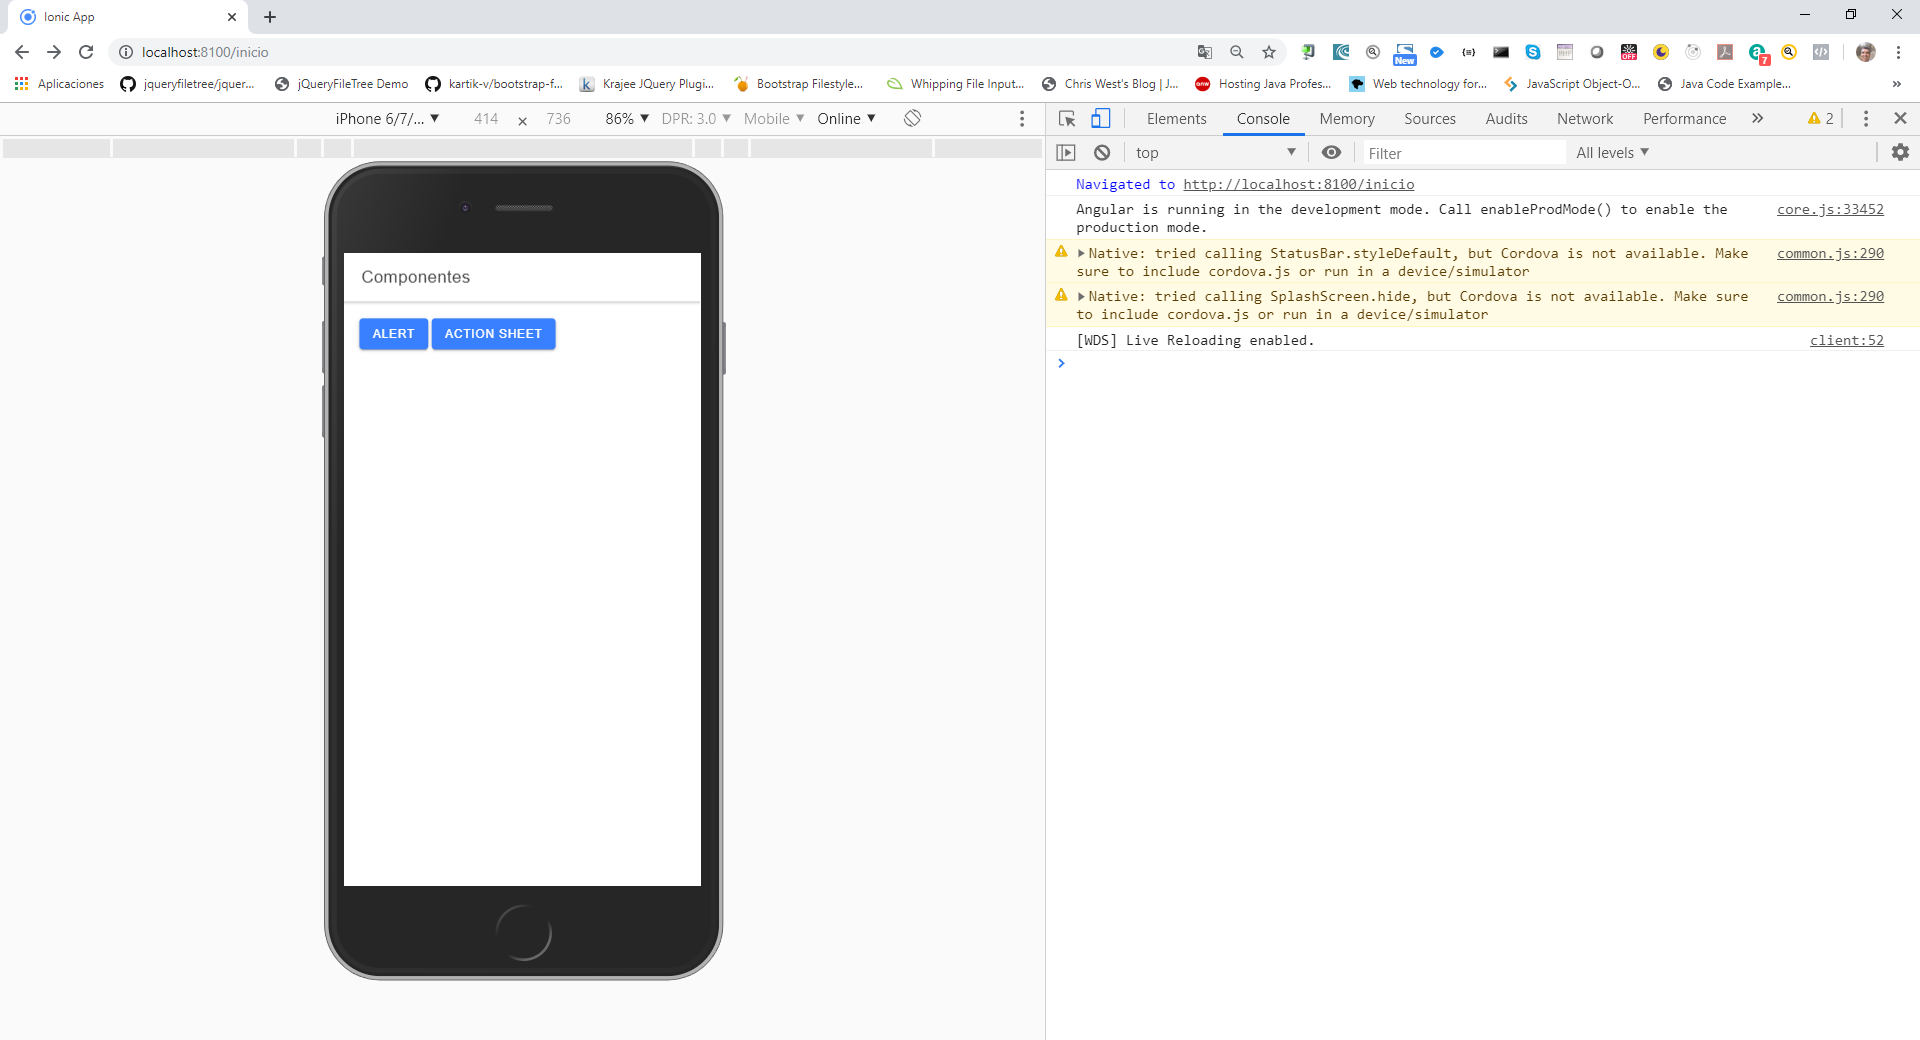 Ionic App
localhost:8100/inicio
New
OFF
7
Aplicaciones
jqueryfiletree/jquer...
jQueryFileTree Demo
kartik-v/bootstrap-f...
Krajee JQuery Plugi...
Bootstrap Filestyle...
Whipping File Input...
Chris West's Blog | J...
Hosting Java Profes...
Web technology for...
JavaScript Object-O...
Java Code Example...
»
iPhone 6/7/... ▼ 414 × 736 86% ▼ DPR: 3.0 ▼ Mobile ▼ Online ▼
Elements Console Memory Sources Audits Network Performance » 2
top ▼ Filter All levels ▼
Navigated to http://localhost:8100/inicio
Angular is running in the development mode. Call enableProdMode() to enable the core.js:33452
production mode.
Native: tried calling StatusBar.styleDefault, but Cordova is not available. Make common.js:290
sure to include cordova.js or run in a device/simulator
Native: tried calling SplashScreen.hide, but Cordova is not available. Make sure common.js:290
to include cordova.js or run in a device/simulator
[WDS] Live Reloading enabled. client:52
Componentes
ALERT ACTION SHEET